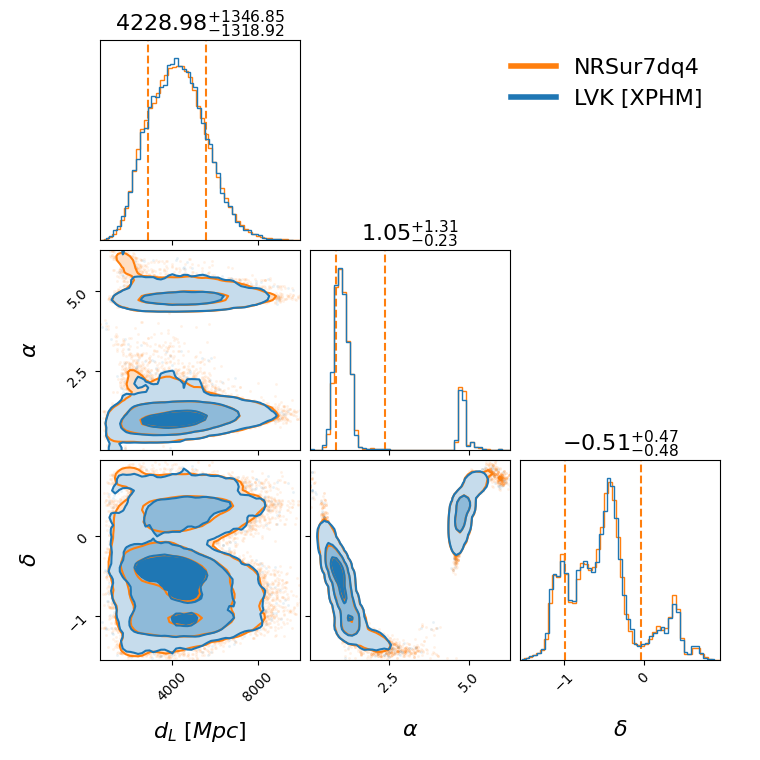 4228.98+1346.85−1318.92
NRSur7dq4
LVK [XPHM]
1.05+1.31−0.23
5.0
2.5
α
−0.51+0.47−0.48
0
−1
δ
4000
8000
2.5
5.0
−1
0
dL [Mpc]
α
δ